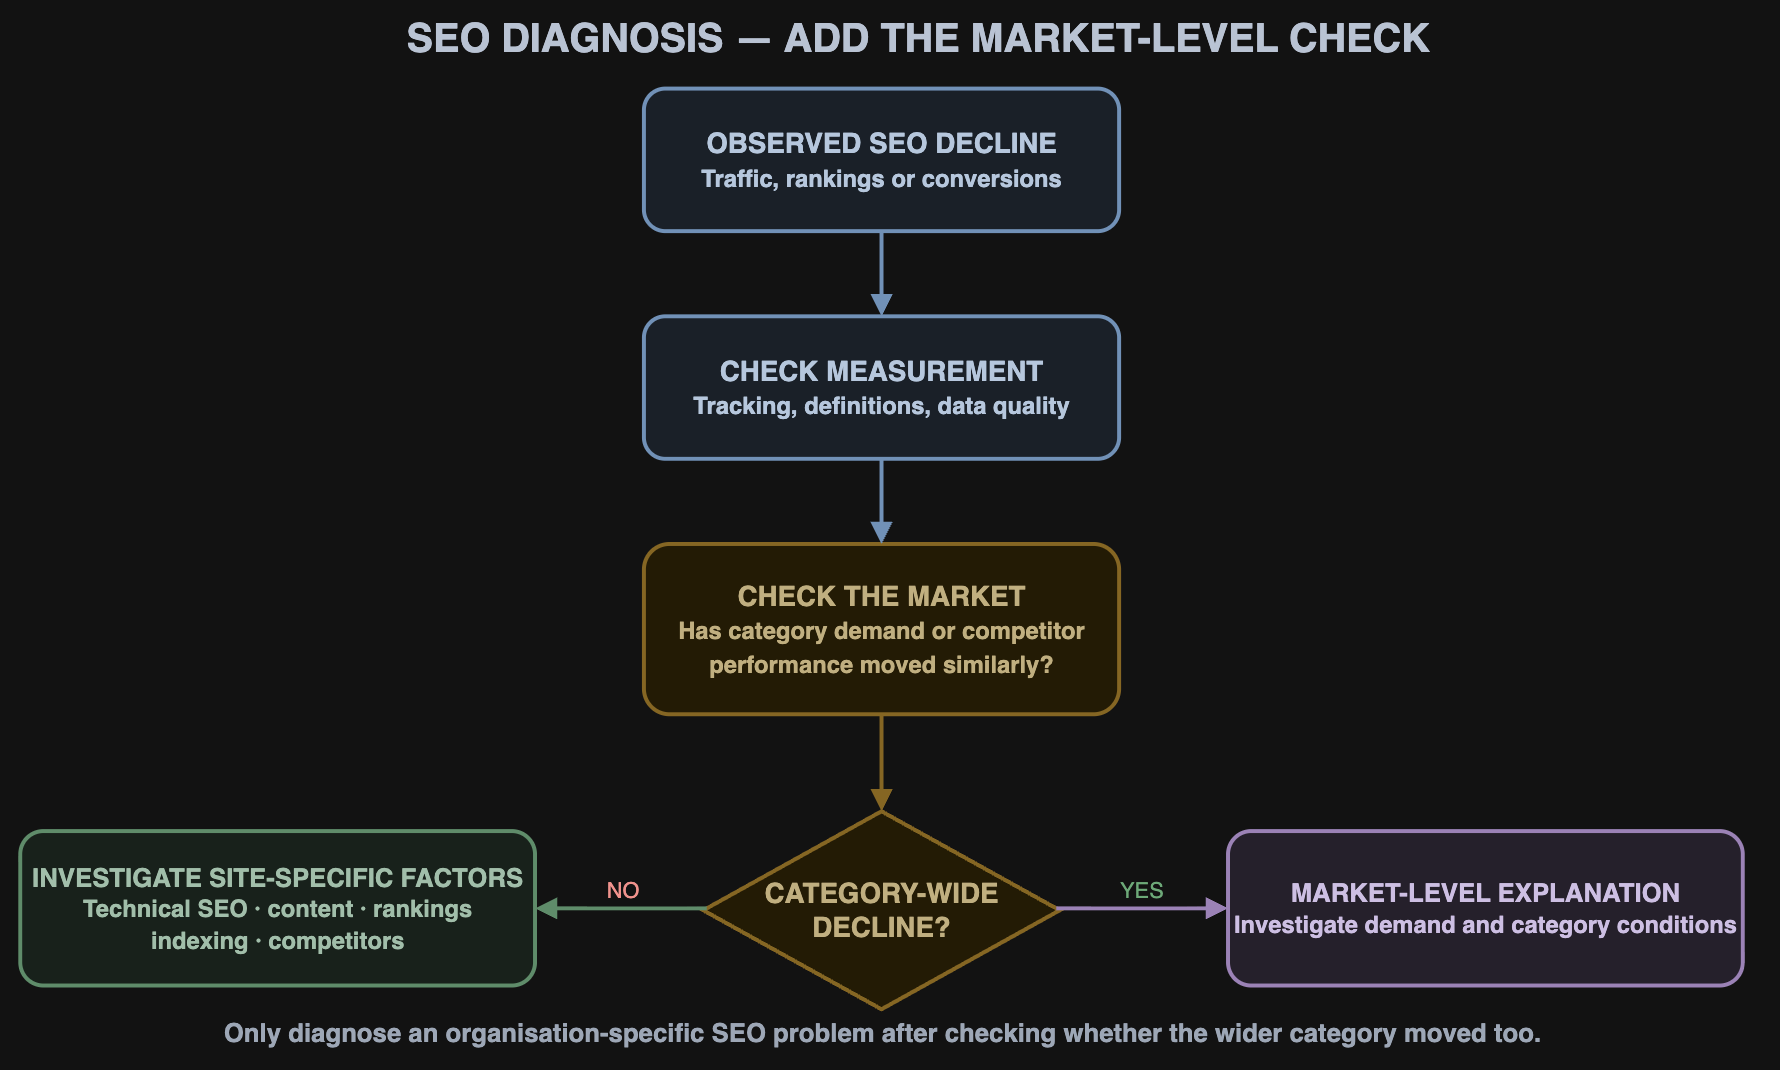 SEO DIAGNOSIS — ADD THE MARKET-LEVEL CHECK
OBSERVED SEO DECLINE
Traffic, rankings or conversions
CHECK MEASUREMENT
Tracking, definitions, data quality
CHECK THE MARKET
Has category demand or competitor
performance moved similarly?
CATEGORY-WIDE
DECLINE?
NO
INVESTIGATE SITE-SPECIFIC FACTORS
Technical SEO · content · rankings
indexing · competitors
YES
MARKET-LEVEL EXPLANATION
Investigate demand and category conditions
Only diagnose an organisation-specific SEO problem after checking whether the wider category moved too.